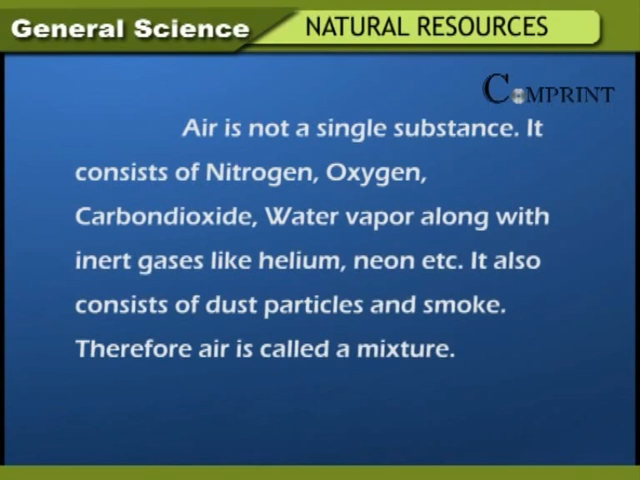 General Science
NATURAL RESOURCES
COMPRINT
Air is not a single substance. It
consists of Nitrogen, Oxygen,
Carbondioxide, Water vapor along with
inert gases like helium, neon etc. It also
consists of dust particles and smoke.
Therefore air is called a mixture.